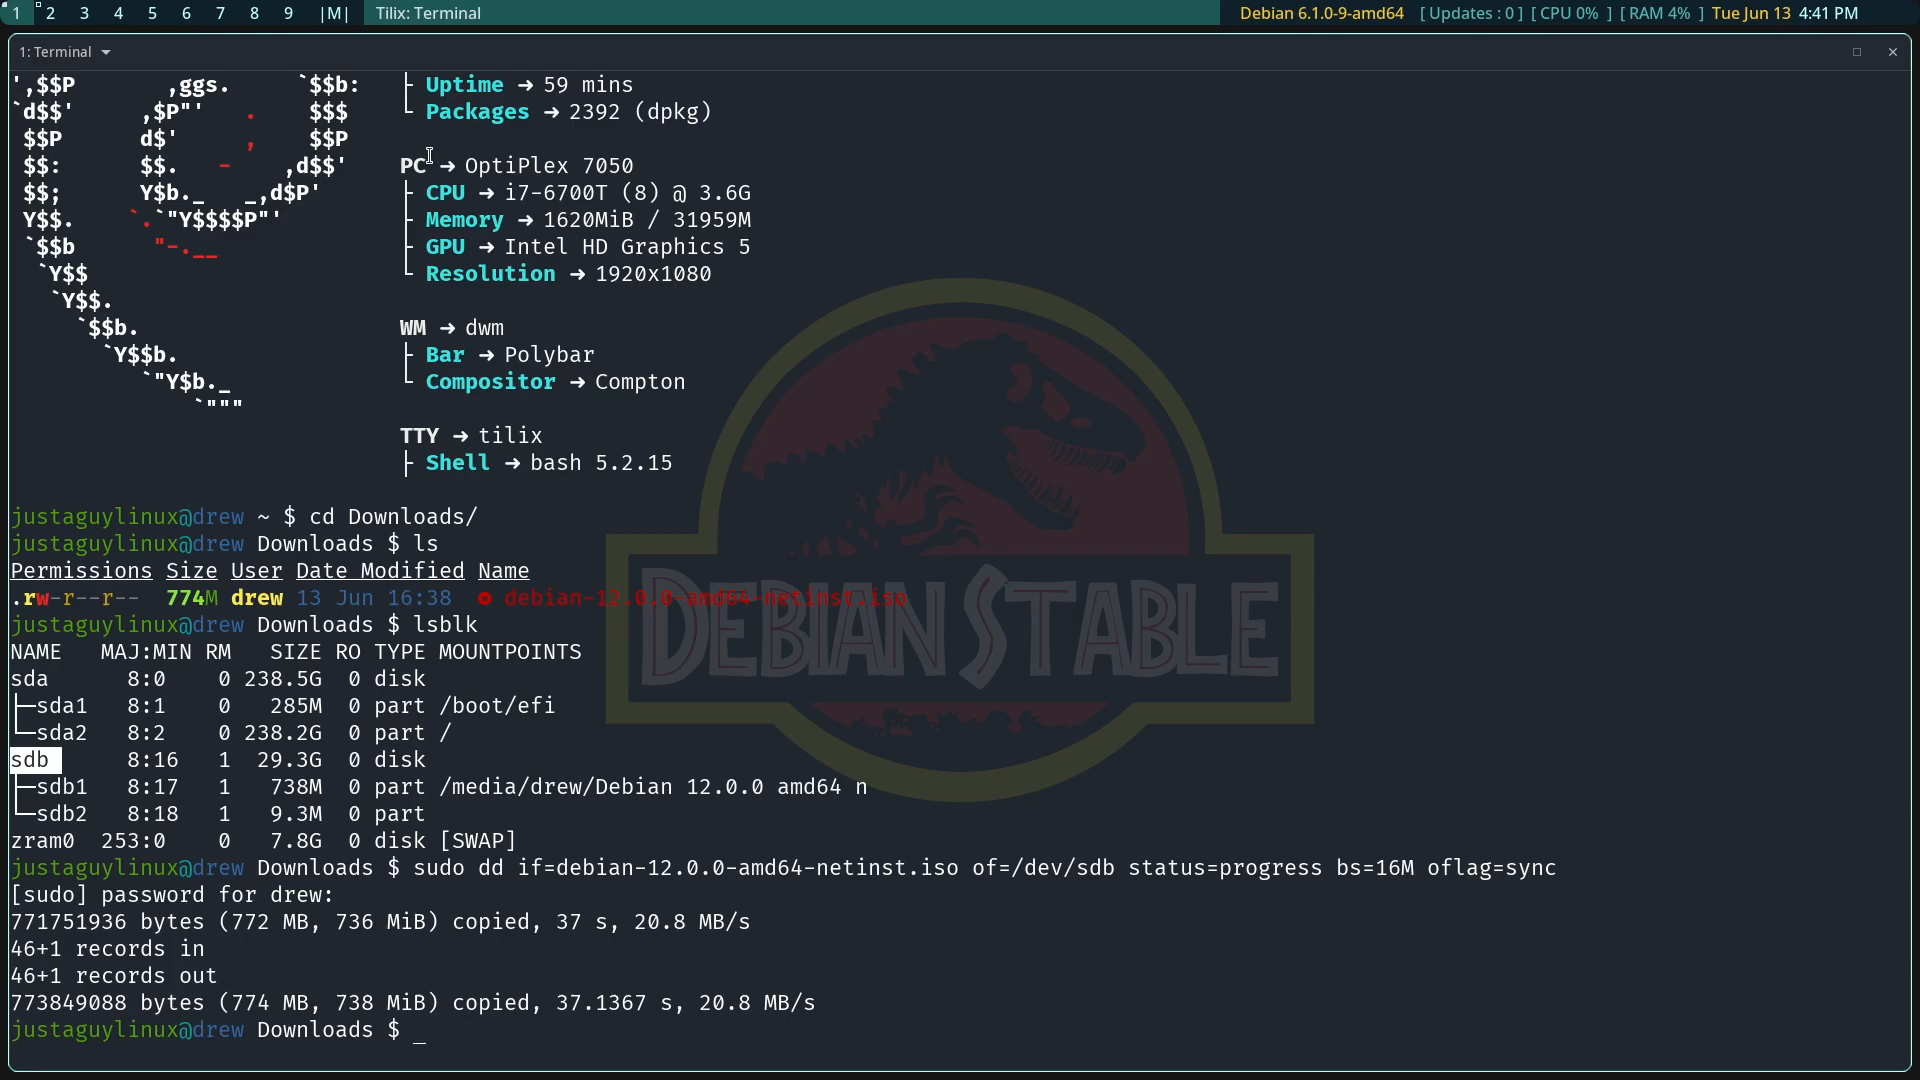 1 2 3 4 5 6 7 8 9 |M| Tilix: Terminal Debian 6.1.0-9-amd64 [ Updates : 0 ] [ CPU 0% ] [ RAM 4% ] Tue Jun 13 4:41 PM
1: Terminal
',$$P       ,ggs.     `$$b:   ├ Uptime ➜ 59 mins
`d$$'     ,$P"'   .    $$$    └ Packages ➜ 2392 (dpkg)
 $$P      d$'     ,    $$P
 $$:      $$.   -    ,d$$'    PC ➜ OptiPlex 7050
 $$;      Y$b._   _,d$P'      ├ CPU ➜ i7-6700T (8) @ 3.6G
 Y$$.    `.`"Y$$$$P"'         ├ Memory ➜ 1620MiB / 31959M
 `$$b      "-.__              ├ GPU ➜ Intel HD Graphics 5
  `Y$$                        └ Resolution ➜ 1920x1080
   `Y$$.
     `$$b.                    WM ➜ dwm
       `Y$$b.                 ├ Bar ➜ Polybar
          `"Y$b._             └ Compositor ➜ Compton
              `"""
TTY ➜ tilix
├ Shell ➜ bash 5.2.15
justaguylinux@drew ~ $ cd Downloads/
justaguylinux@drew Downloads $ ls
Permissions Size User Date Modified Name
.rw-r--r--  774M drew 13 Jun 16:38  debian-12.0.0-amd64-netinst.iso
justaguylinux@drew Downloads $ lsblk
NAME   MAJ:MIN RM   SIZE RO TYPE MOUNTPOINTS
sda      8:0    0 238.5G  0 disk
├─sda1   8:1    0   285M  0 part /boot/efi
└─sda2   8:2    0 238.2G  0 part /
sdb      8:16   1  29.3G  0 disk
├─sdb1   8:17   1   738M  0 part /media/drew/Debian 12.0.0 amd64 n
└─sdb2   8:18   1   9.3M  0 part
zram0  253:0    0   7.8G  0 disk [SWAP]
justaguylinux@drew Downloads $ sudo dd if=debian-12.0.0-amd64-netinst.iso of=/dev/sdb status=progress bs=16M oflag=sync
[sudo] password for drew:
771751936 bytes (772 MB, 736 MiB) copied, 37 s, 20.8 MB/s
46+1 records in
46+1 records out
773849088 bytes (774 MB, 738 MiB) copied, 37.1367 s, 20.8 MB/s
justaguylinux@drew Downloads $ _
DEBIAN STABLE